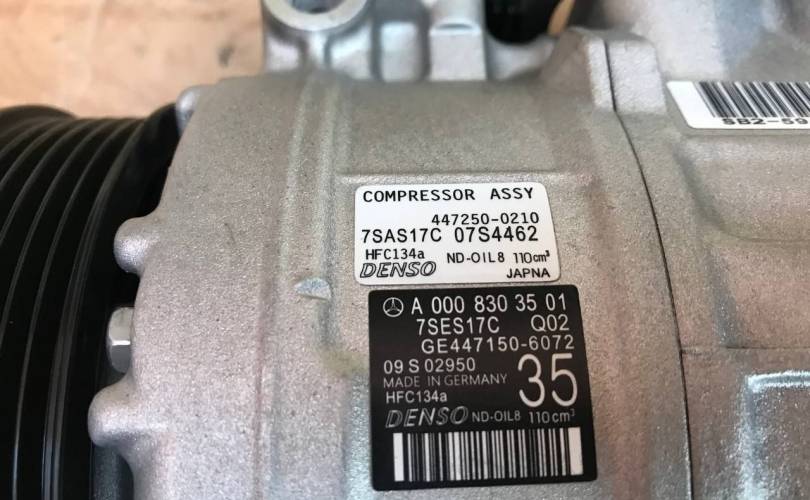 COMPRESSOR ASSY
447250-0210
7SAS17C 07S4462
HFC134a ND-OIL8 110cm³
DENSO JAPNA
A 000 830 35 01
7SES17C Q02
GE447150-6072
09 S 02950
MADE IN GERMANY
HFC134a 35
DENSO ND-OIL8 110cm³